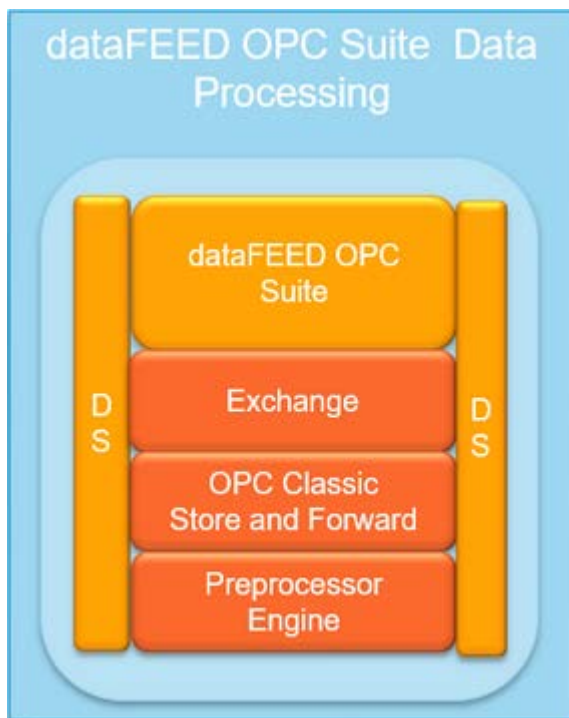 dataFEED OPC Suite Data
Processing
dataFEED OPC
Suite
D
S
Exchange
D
S
OPC Classic
Store and Forward
Preprocessor
Engine